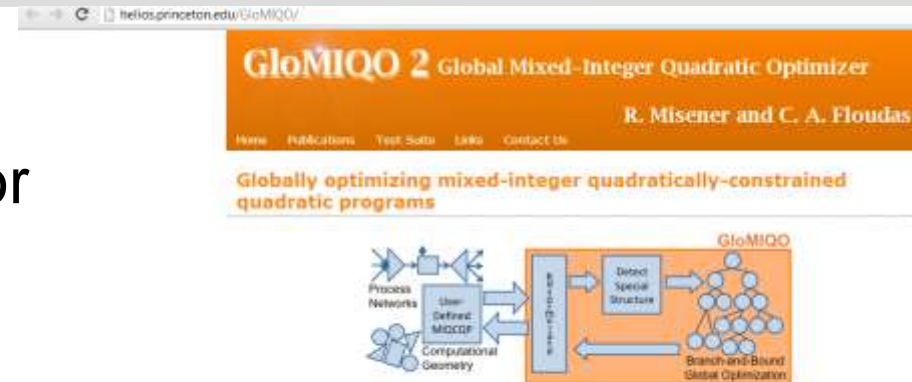 helios.princeton.edu/GloMIQO/
GloMIQO 2 Global Mixed-Integer Quadratic Optimizer
R. Misener and C. A. Floudas
Home Publications Test Suite Links Contact Us
or
Globally optimizing mixed-integer quadratically-constrained
quadratic programs
GloMIQO
Process
Networks
User-
Defined
MIQCQP
Computational
Geometry
Detect
Special
Structure
Branch-and-Bound
Global Optimization